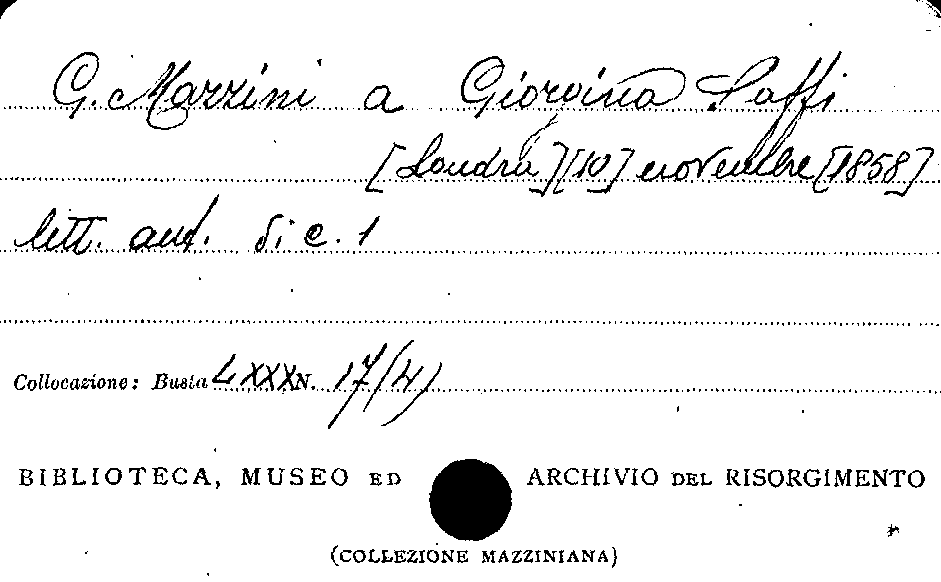 G. Mazzini a Giorgina Saffi
[Londra][10] novembre [1858]
lett. aut. di c. 1
Collocazione: Busta LXXX N. 17/(4)
BIBLIOTECA, MUSEO ED ARCHIVIO DEL RISORGIMENTO
(COLLEZIONE MAZZINIANA)